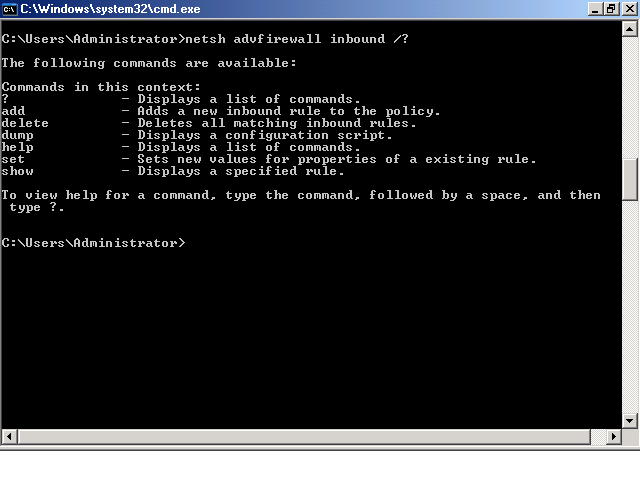 C:\Windows\system32\cmd.exe
C:\Users\Administrator>netsh advfirewall inbound /?
The following commands are available:
Commands in this context:
?              - Displays a list of commands.
add            - Adds a new inbound rule to the policy.
delete         - Deletes all matching inbound rules.
dump           - Displays a configuration script.
help           - Displays a list of commands.
set            - Sets new values for properties of a existing rule.
show           - Displays a specified rule.
To view help for a command, type the command, followed by a space, and then
 type ?.
C:\Users\Administrator>